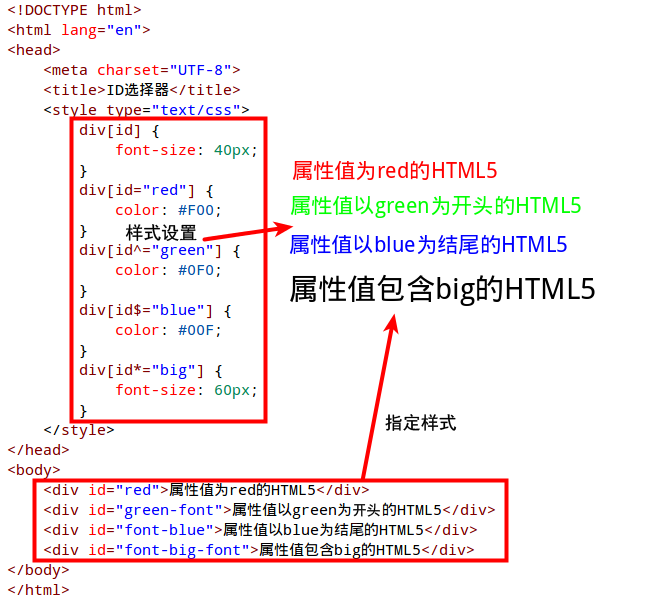 <!DOCTYPE html>
<html lang="en">
<head>
    <meta charset="UTF-8">
    <title>ID选择器</title>
    <style type="text/css">
        div[id] {
            font-size: 40px;
        }
        div[id="red"] {
            color: #F00;
        }
        div[id^="green"] {
            color: #0F0;
        }
        div[id$="blue"] {
            color: #00F;
        }
        div[id*="big"] {
            font-size: 60px;
        }
    </style>
</head>
<body>
    <div id="red">属性值为red的HTML5</div>
    <div id="green-font">属性值以green为开头的HTML5</div>
    <div id="font-blue">属性值以blue为结尾的HTML5</div>
    <div id="font-big-font">属性值包含big的HTML5</div>
</body>
</html>
样式设置
属性值为red的HTML5
属性值以green为开头的HTML5
属性值以blue为结尾的HTML5
属性值包含big的HTML5
指定样式